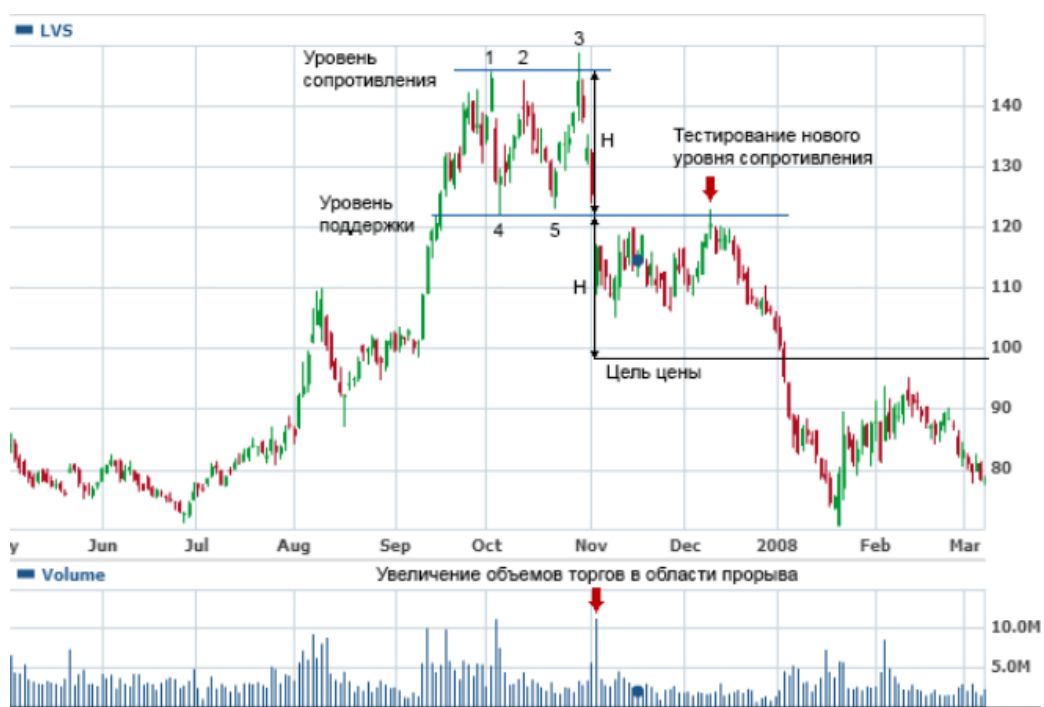 LVS
3
Уровень
сопротивления
1
2
140
H
Тестирование нового
уровня сопротивления
130
Уровень
поддержки
4
5
120
H
110
100
Цель цены
90
80
y Jun Jul Aug Sep Oct Nov Dec 2008 Feb Mar
Volume
Увеличение объемов торгов в области прорыва
10.0M
5.0M